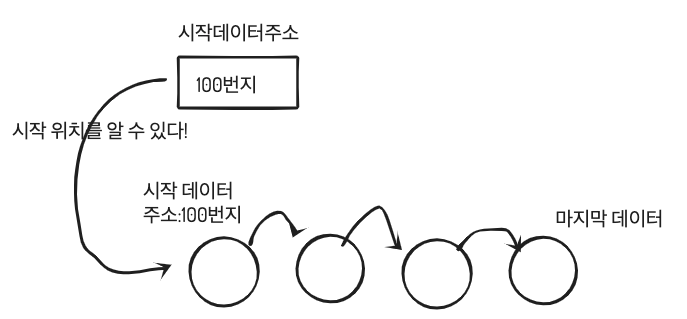 시작데이터주소
100번지
시작 위치를 알 수 있다!
시작 데이터
주소:100번지
마지막 데이터